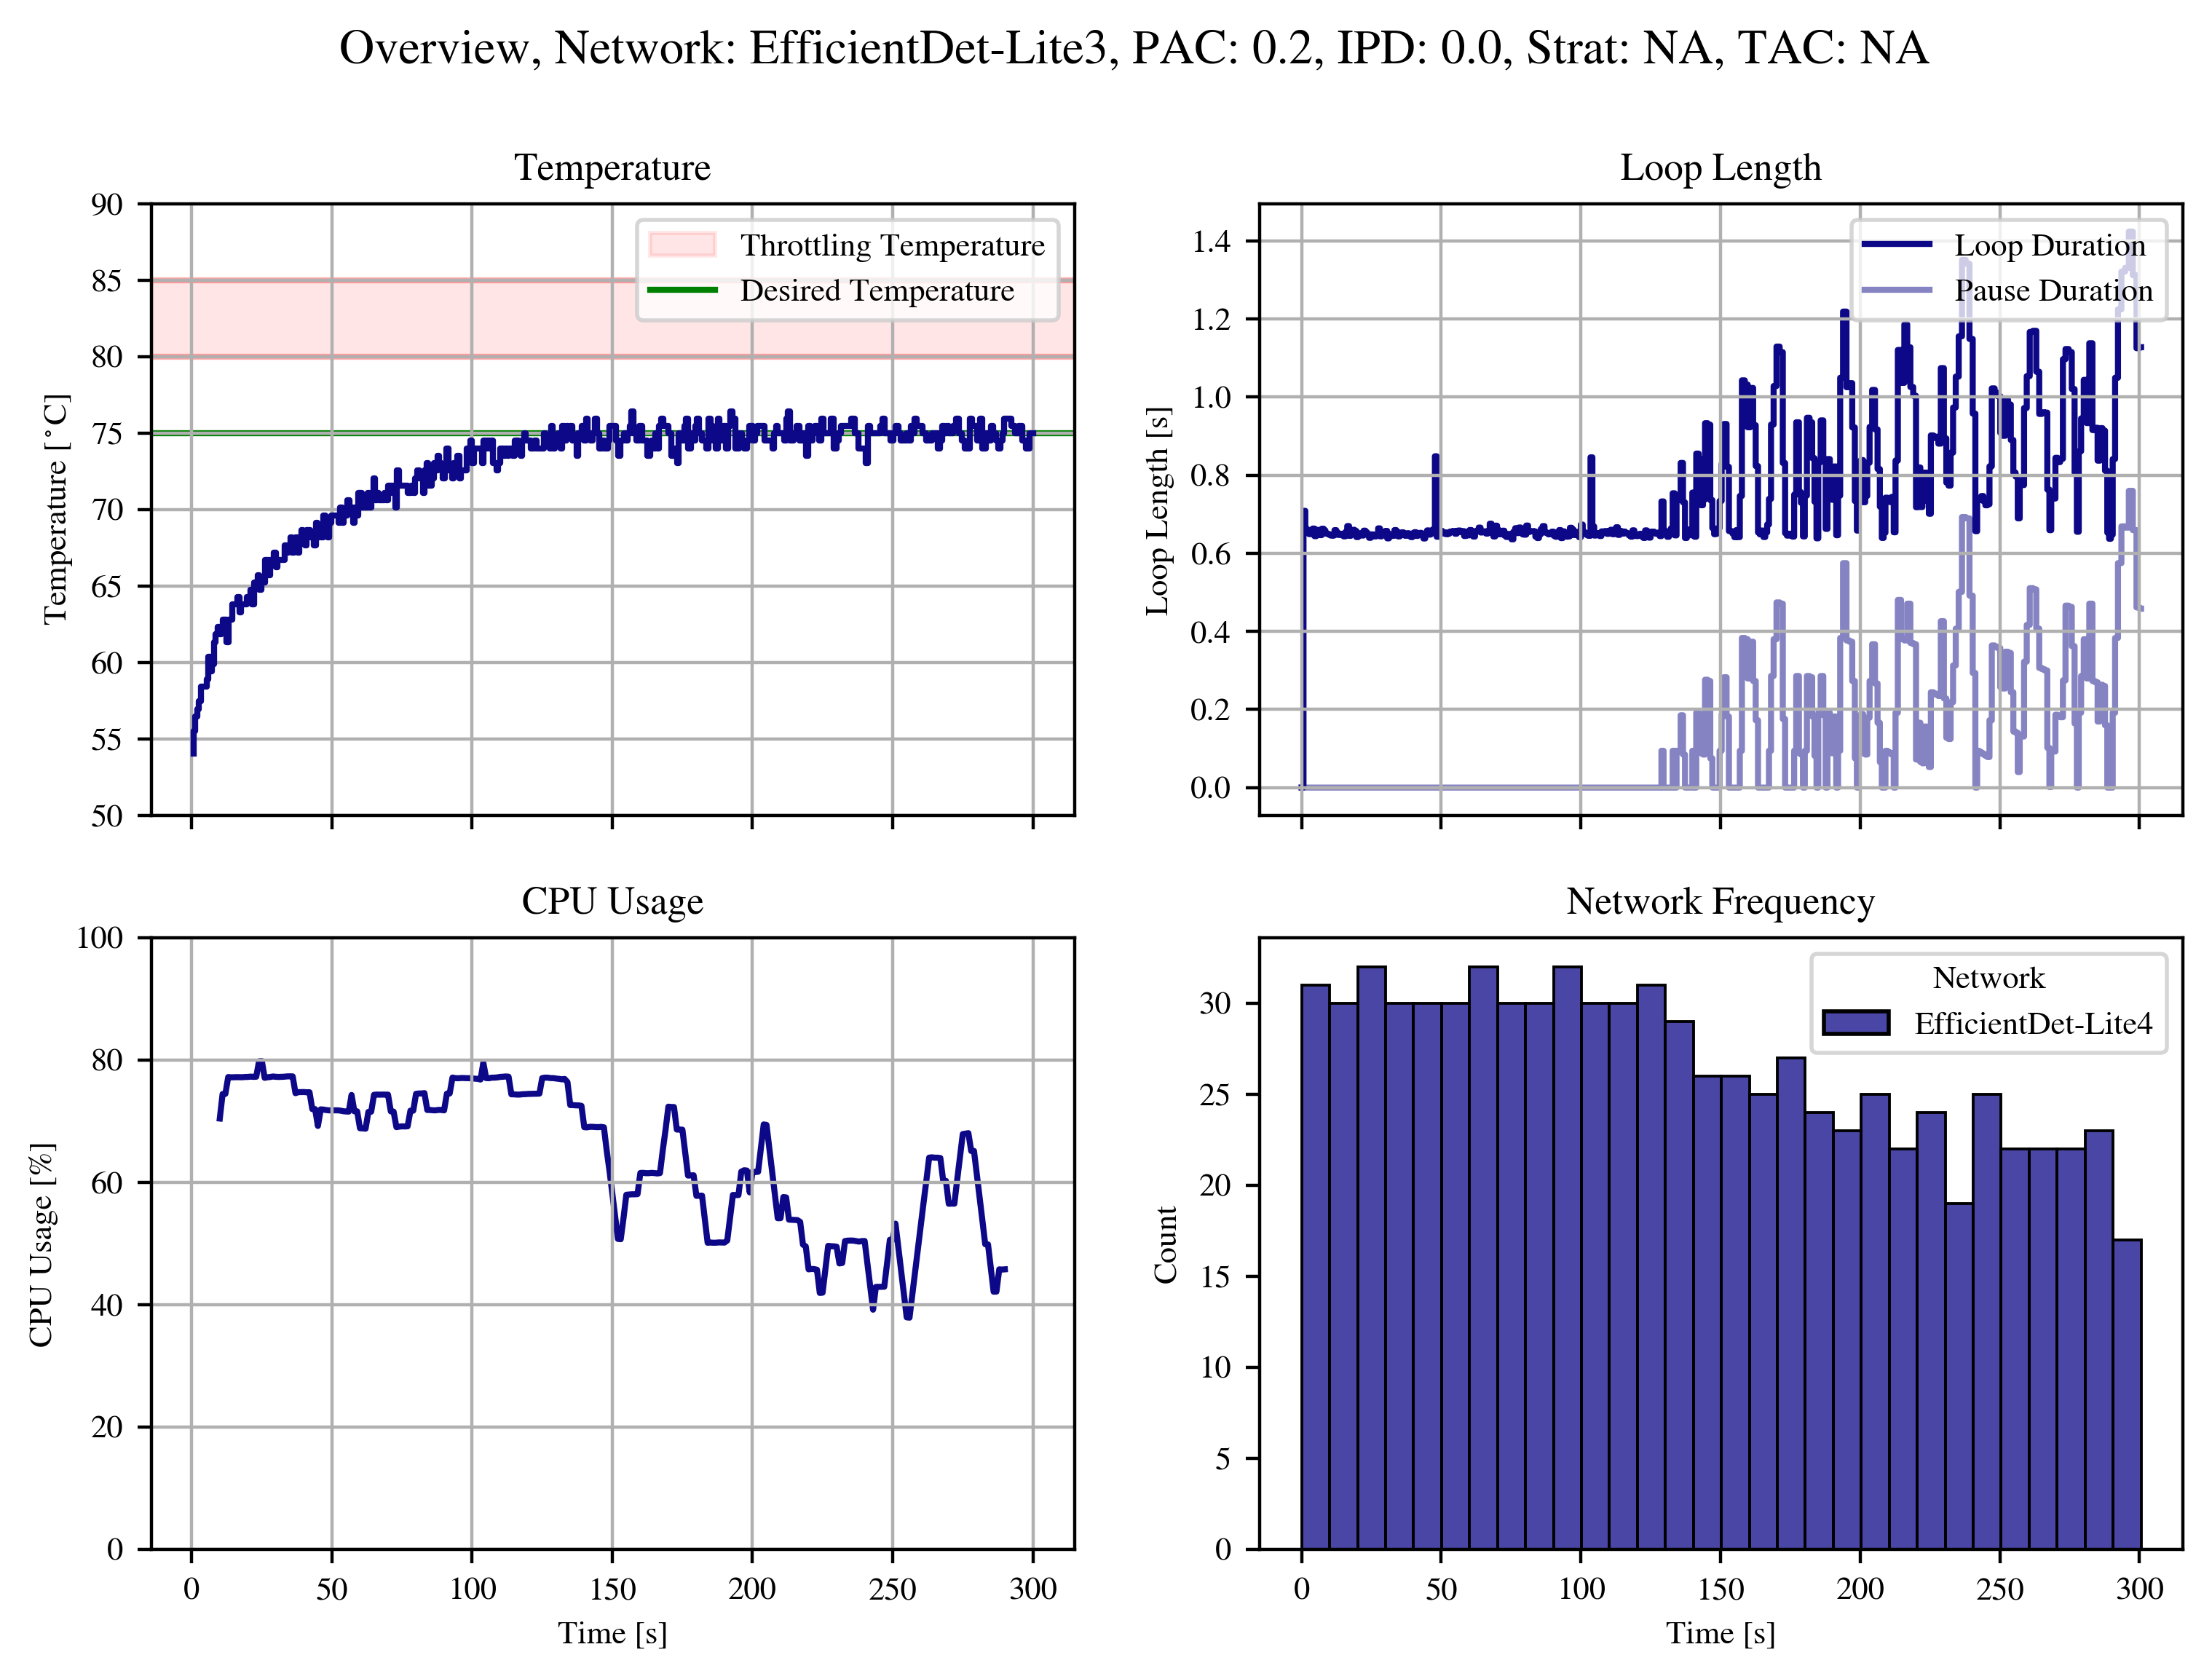 Overview, Network: EfficientDet-Lite3, PAC: 0.2, IPD: 0.0, Strat: NA, TAC: NA
Temperature
90
85
80
75
70
65
60
55
50
Temperature [°C]
Throttling Temperature
Desired Temperature
Loop Length
1.4
1.2
1.0
0.8
0.6
0.4
0.2
0.0
Loop Length [s]
Loop Duration
Pause Duration
CPU Usage
100
80
60
40
20
0
CPU Usage [%]
0 50 100 150 200 250 300
Time [s]
Network Frequency
30
25
20
15
10
5
0
Count
Network
EfficientDet-Lite4
0 50 100 150 200 250 300
Time [s]